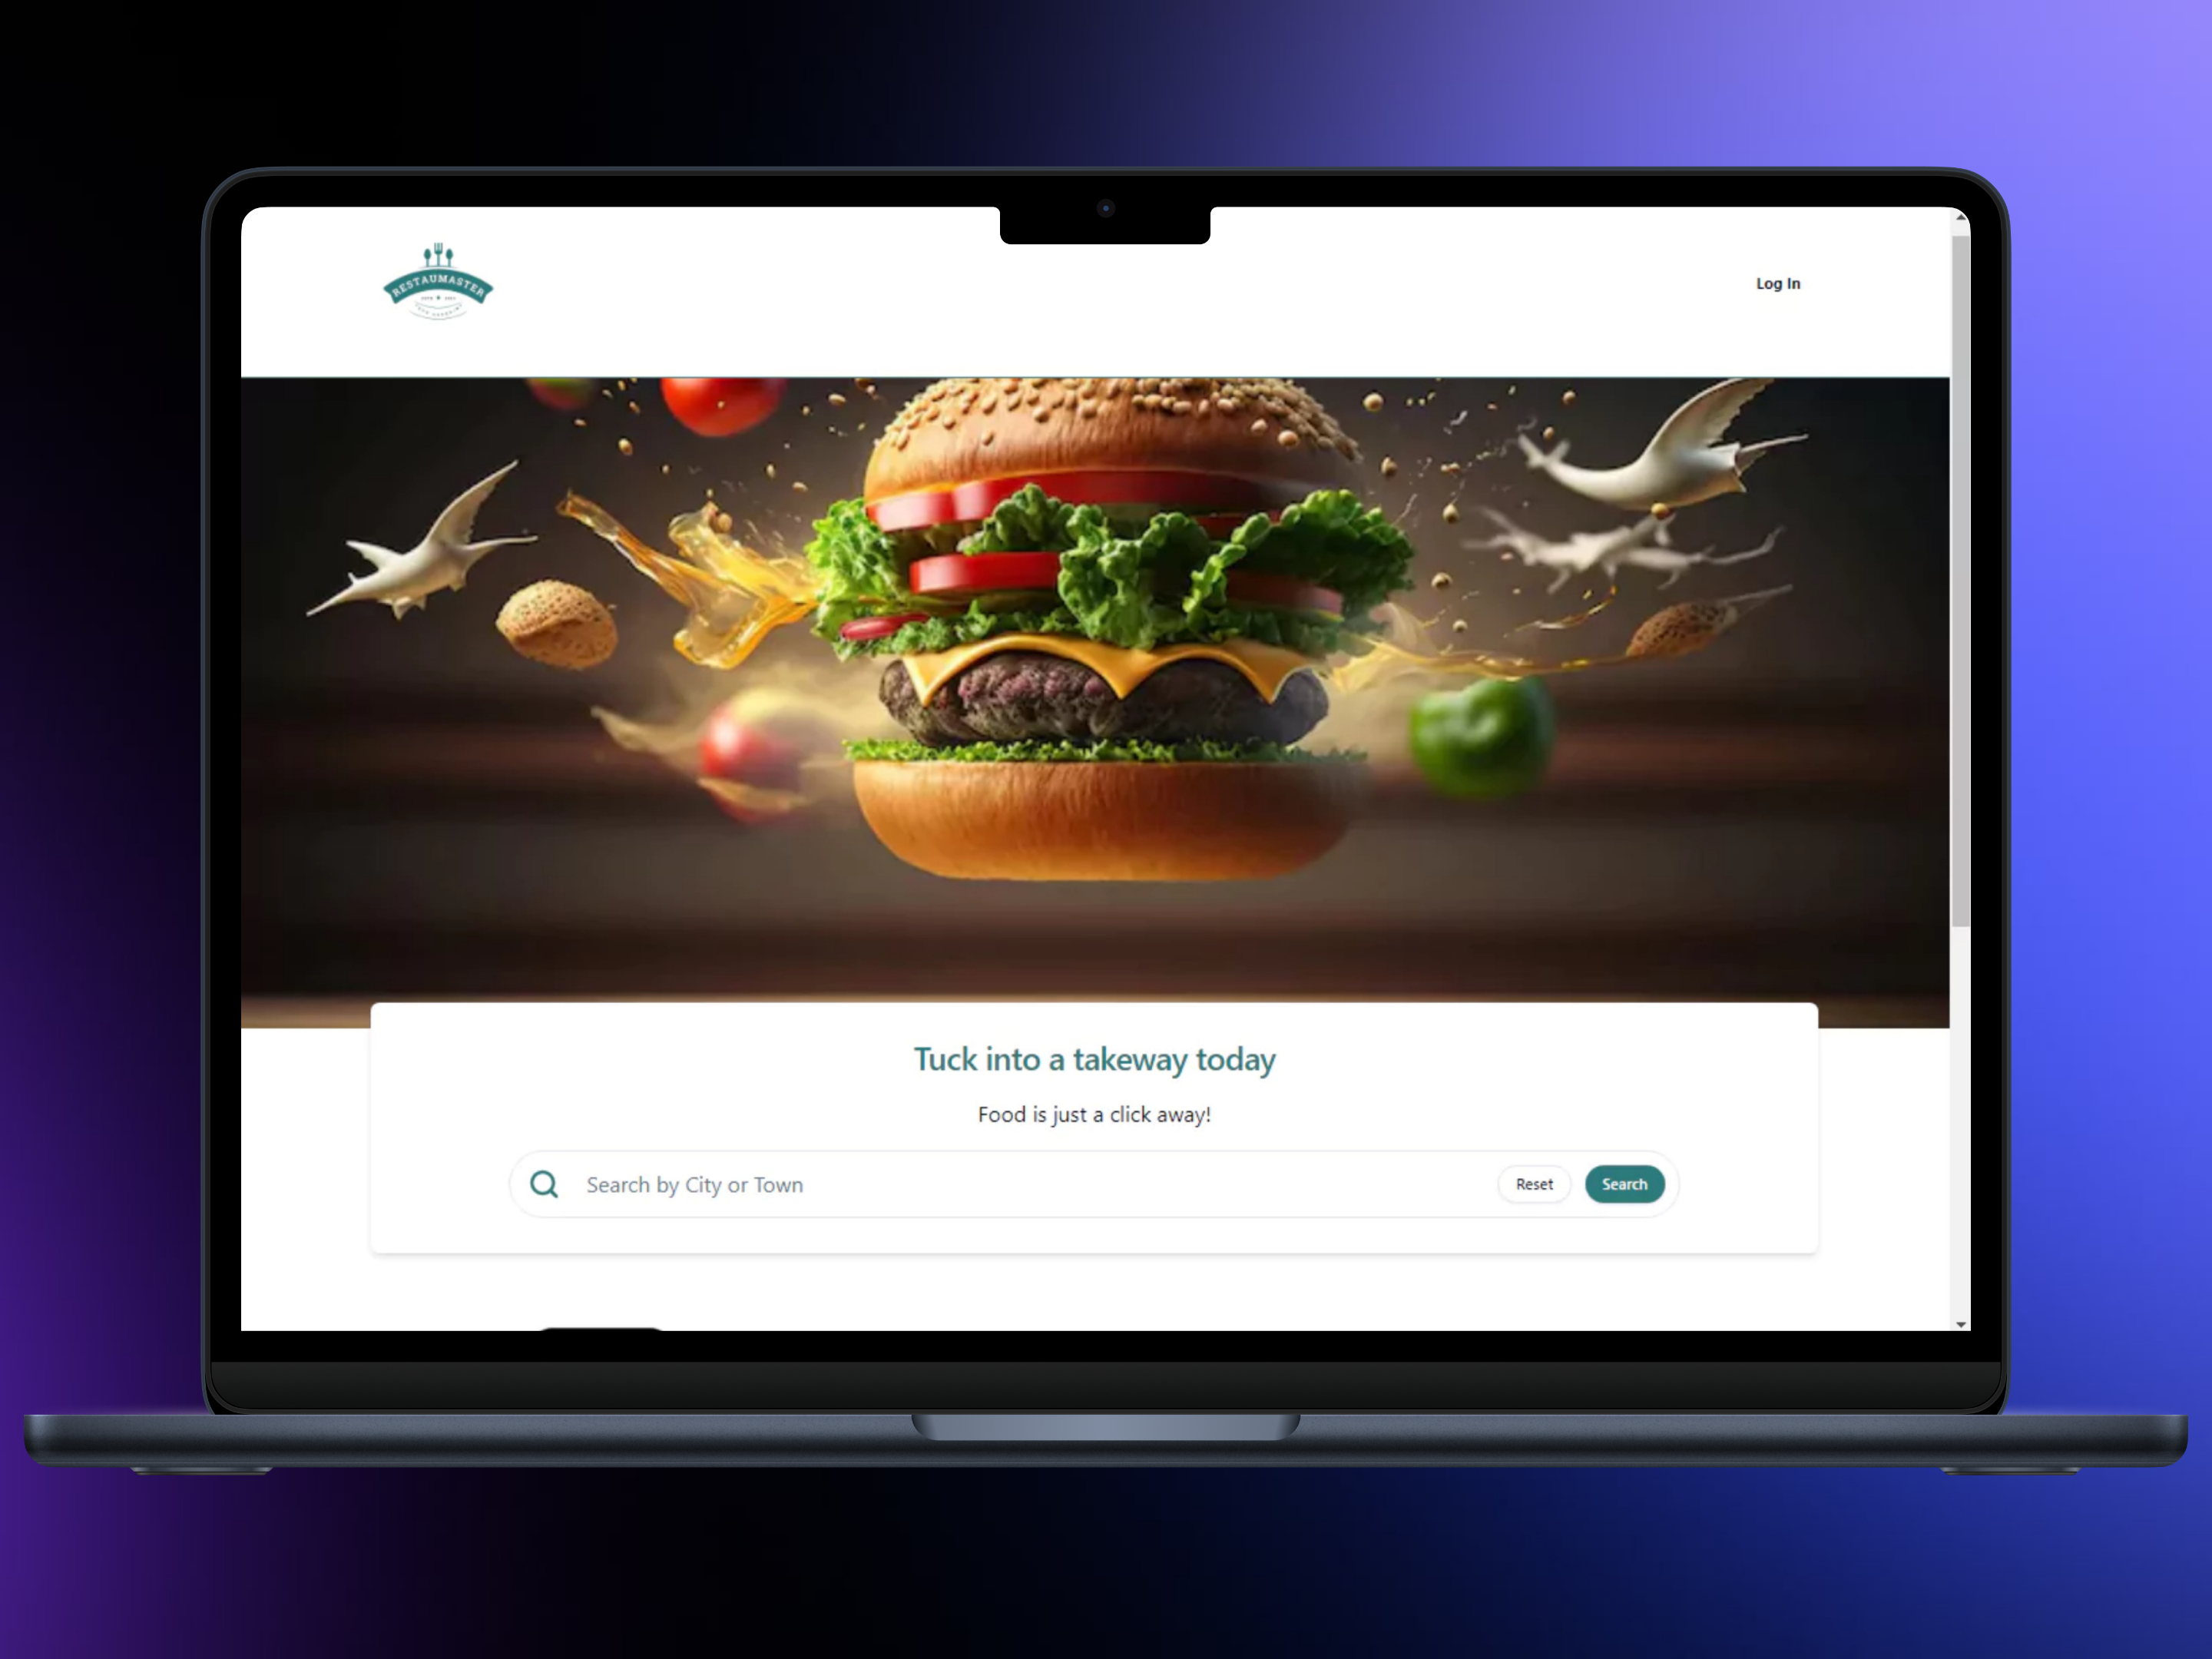 RESTAUMASTER
Log In
Tuck into a takeway today
Food is just a click away!
Search by City or Town
Reset
Search